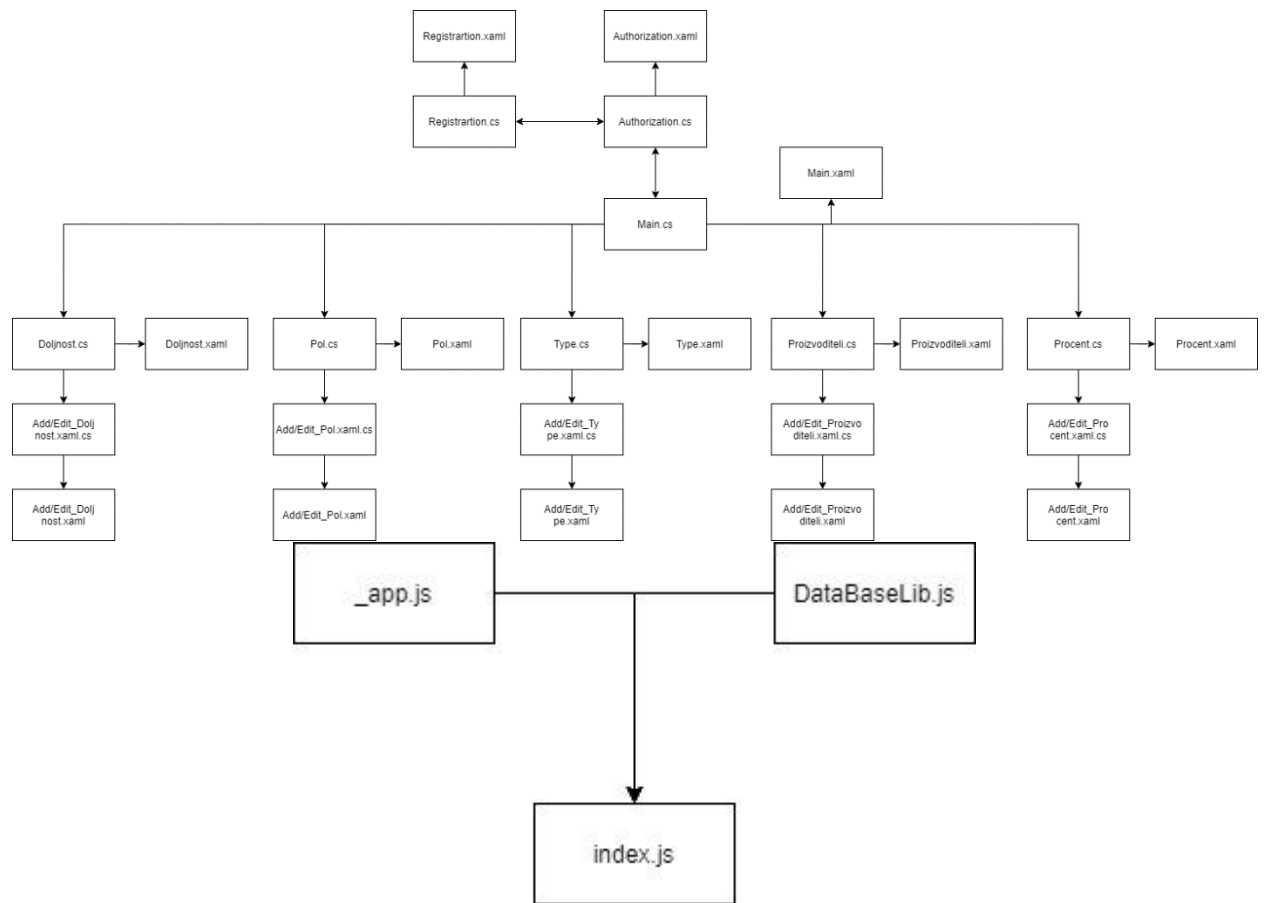 Registrartion.xaml
Authorization.xaml
Registrartion.cs
Authorization.cs
Main.xaml
Main.cs
Doljnost.cs
Doljnost.xaml
Pol.cs
Pol.xaml
Type.cs
Type.xaml
Proizvoditeli.cs
Proizvoditeli.xaml
Procent.cs
Procent.xaml
Add/Edit_Dolj
nost.xaml.cs
Add/Edit_Pol.xaml.cs
Add/Edit_Ty
pe.xaml.cs
Add/Edit_Proizvo
diteli.xaml.cs
Add/Edit_Pro
cent.xaml.cs
Add/Edit_Dolj
nost.xaml
Add/Edit_Pol.xaml
Add/Edit_Ty
pe.xaml
Add/Edit_Proizvo
diteli.xaml
Add/Edit_Pro
cent.xaml
_app.js
DataBaseLib.js
index.js